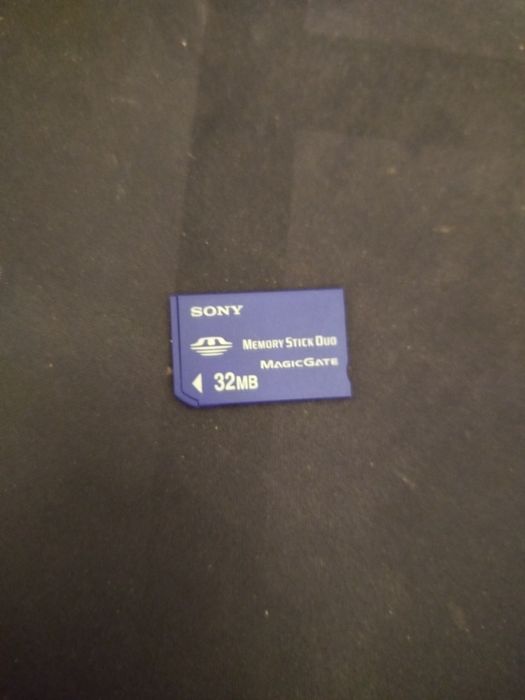 SONY
MEMORY STICK DUO
MAGICGATE
32MB